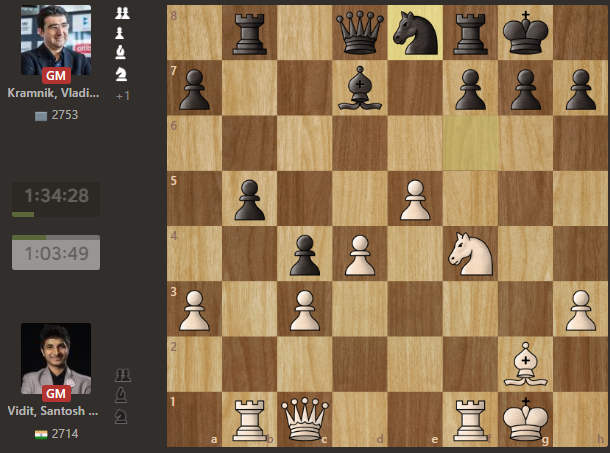 GM
Kramnik, Vladi...
2753
+1
1:34:28
1:03:49
GM
Vidit, Santosh ...
2714
8
7
6
5
4
3
2
1
a b c d e f g h